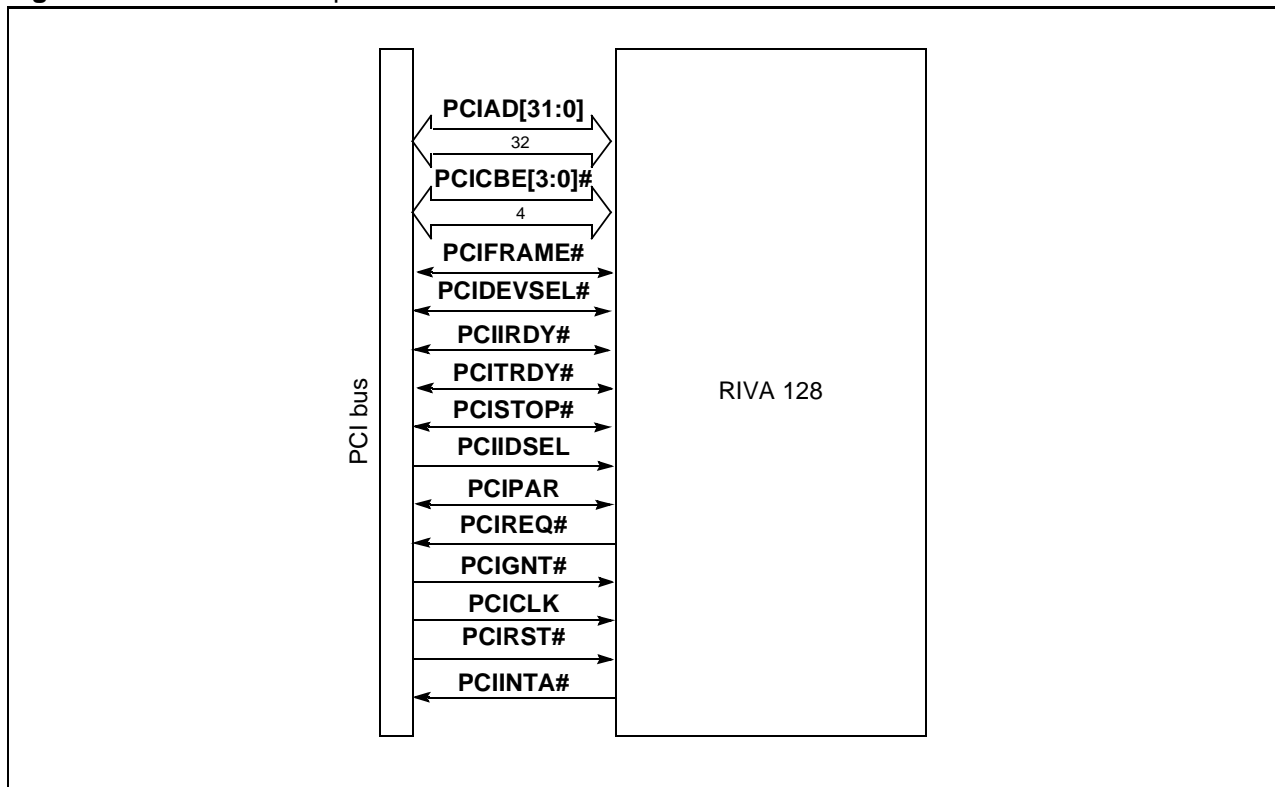 PCIAD[31:0]
32
PCICBE[3:0]#
4
PCIFRAME#
PCIDEVSEL#
PCIIRDY#
PCITRDY#
PCISTOP#
PCIIDSEL
PCIPAR
PCIREQ#
PCIGNT#
PCICLK
PCIRST#
PCIINTA#
PCI bus
RIVA 128